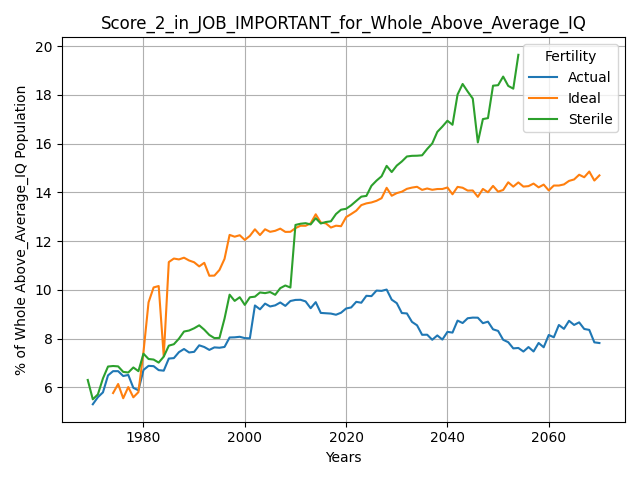 Score_2_in_JOB_IMPORTANT_for_Whole_Above_Average_IQ
% of Whole Above_Average_IQ Population
20
18
16
14
12
10
8
6
Fertility
Actual
Ideal
Sterile
1980
2000
2020
2040
2060
Years